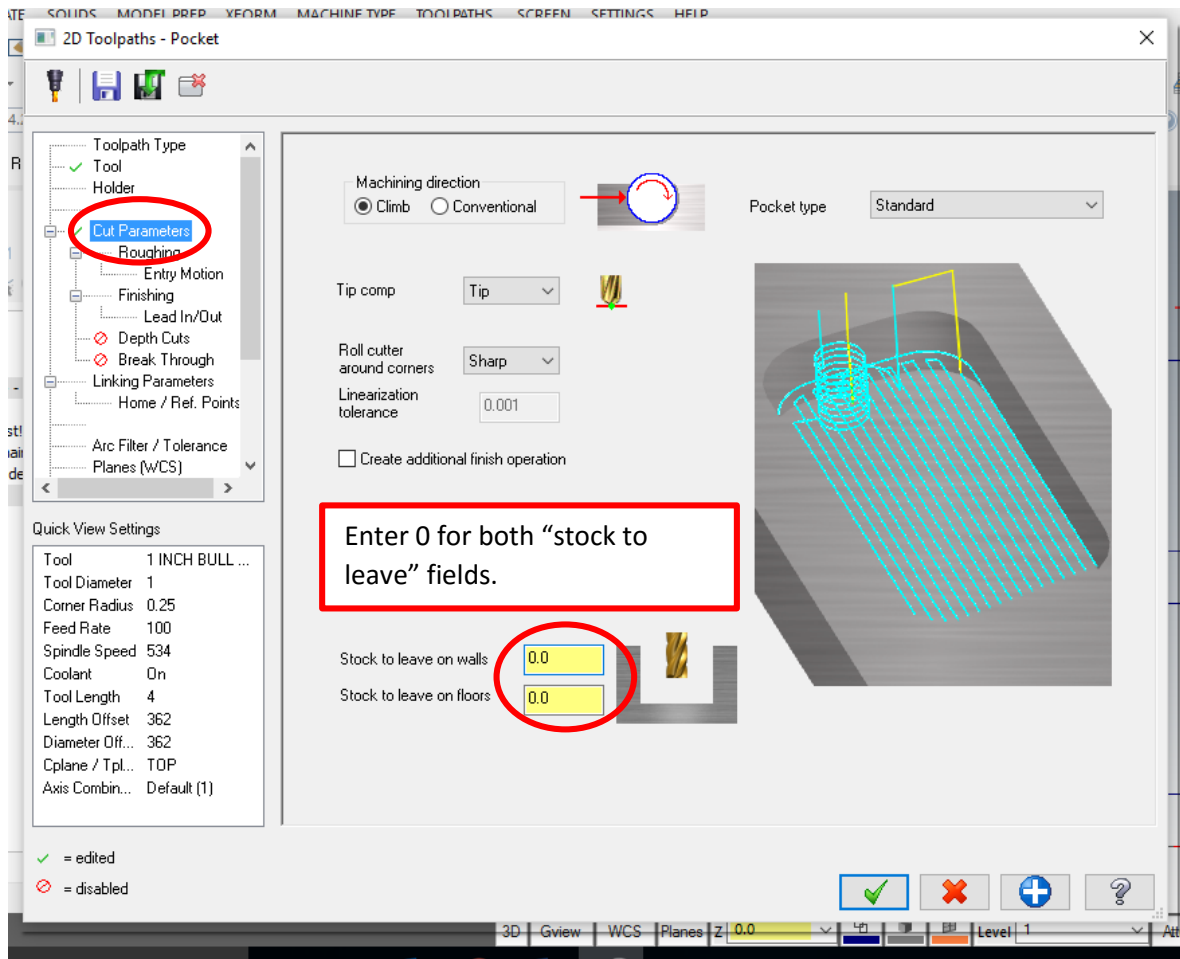 SOLIDS MODEL PREP XFORM MACHINE TYPE TOOLPATHS SCREEN SETTINGS HELP
2D Toolpaths - Pocket
Toolpath Type
Tool
Holder
Cut Parameters
Roughing
Entry Motion
Finishing
Lead In/Out
Depth Cuts
Break Through
Linking Parameters
Home / Ref. Points
Arc Filter / Tolerance
Planes (WCS)
Quick View Settings
Tool 1 INCH BULL ...
Tool Diameter 1
Corner Radius 0.25
Feed Rate 100
Spindle Speed 534
Coolant On
Tool Length 4
Length Offset 362
Diameter Off... 362
Cplane / Tpl... TOP
Axis Combin... Default (1)
= edited
= disabled
Machining direction
Climb Conventional
Pocket type Standard
Tip comp Tip
Roll cutter
around corners Sharp
Linearization
tolerance 0.001
Create additional finish operation
Enter 0 for both “stock to
leave” fields.
Stock to leave on walls 0.0
Stock to leave on floors 0.0
3D Gview WCS Planes Z 0.0 Level 1 Att